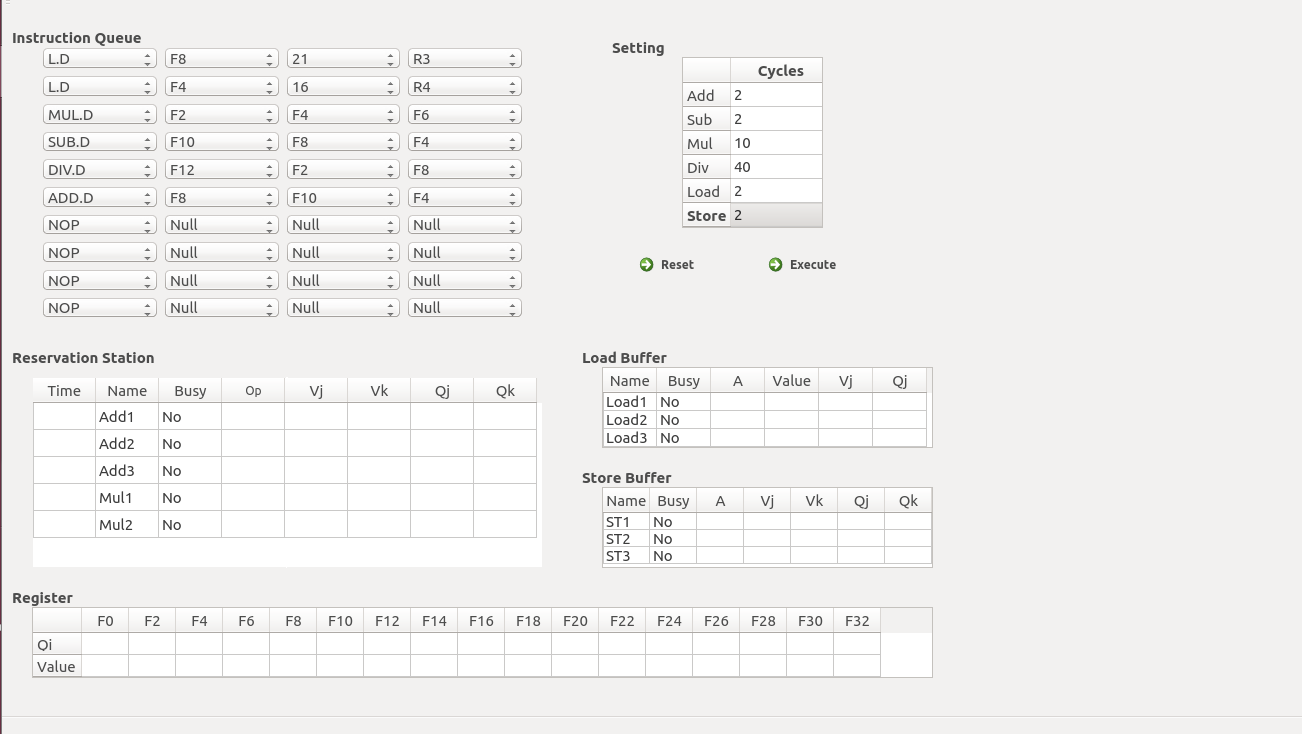 Instruction Queue
L.D F8 21 R3
L.D F4 16 R4
MUL.D F2 F4 F6
SUB.D F10 F8 F4
DIV.D F12 F2 F8
ADD.D F8 F10 F4
NOP Null Null Null
NOP Null Null Null
NOP Null Null Null
NOP Null Null Null
Setting
Cycles
Add 2
Sub 2
Mul 10
Div 40
Load 2
Store 2
Reset Execute
Reservation Station
Time Name Busy Op Vj Vk Qj Qk
Add1 No
Add2 No
Add3 No
Mul1 No
Mul2 No
Load Buffer
Name Busy A Value Vj Qj
Load1 No
Load2 No
Load3 No
Store Buffer
Name Busy A Vj Vk Qj Qk
ST1 No
ST2 No
ST3 No
Register
F0 F2 F4 F6 F8 F10 F12 F14 F16 F18 F20 F22 F24 F26 F28 F30 F32
Qi
Value